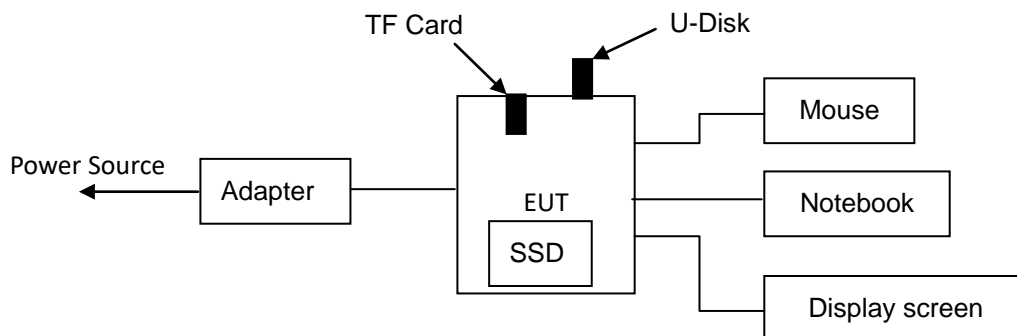 TF Card
U-Disk
Mouse
Power Source
Adapter
EUT
Notebook
SSD
Display screen